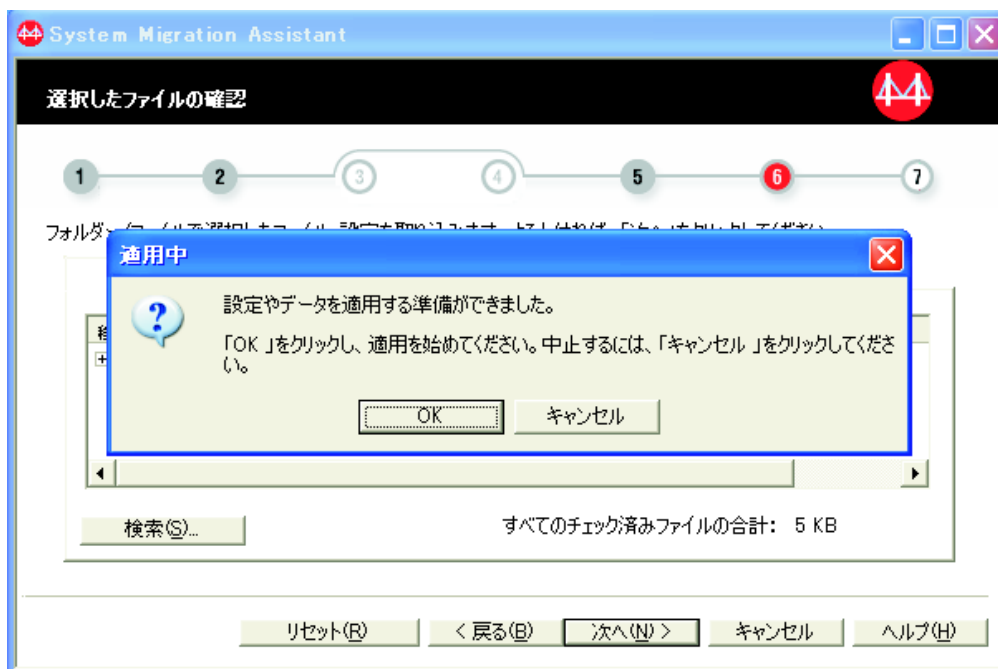 System Migration Assistant
選択したファイルの確認
1 2 3 4 5 6 7
フォルダー
適用中
設定やデータを適用する準備ができました。
「OK 」をクリックし、適用を始めてください。中止するには、「キャンセル 」をクリックしてくださ
い。
OK キャンセル
検索(S)... すべてのチェック済みファイルの合計: 5 KB
リセット(R) < 戻る(B) 次へ(N) > キャンセル ヘルプ(H)